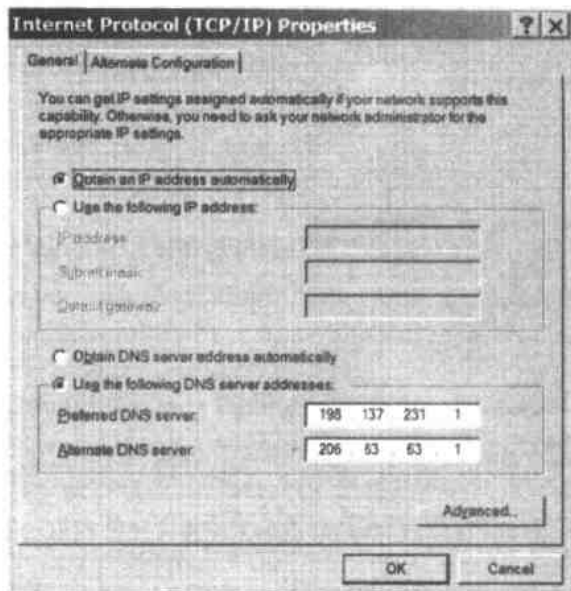 Internet Protocol (TCP/IP) Properties
General
Alternate Configuration
You can get IP settings assigned automatically if your network supports this
capability. Otherwise, you need to ask your network administrator for the
appropriate IP settings.
Obtain an IP address automatically
Use the following IP address:
IP address:
Subnet mask:
Default gateway:
Obtain DNS server address automatically
Use the following DNS server addresses:
Preferred DNS server: 198 . 137 . 231 . 1
Alternate DNS server: 206 . 63 . 63 . 1
Advanced...
OK
Cancel